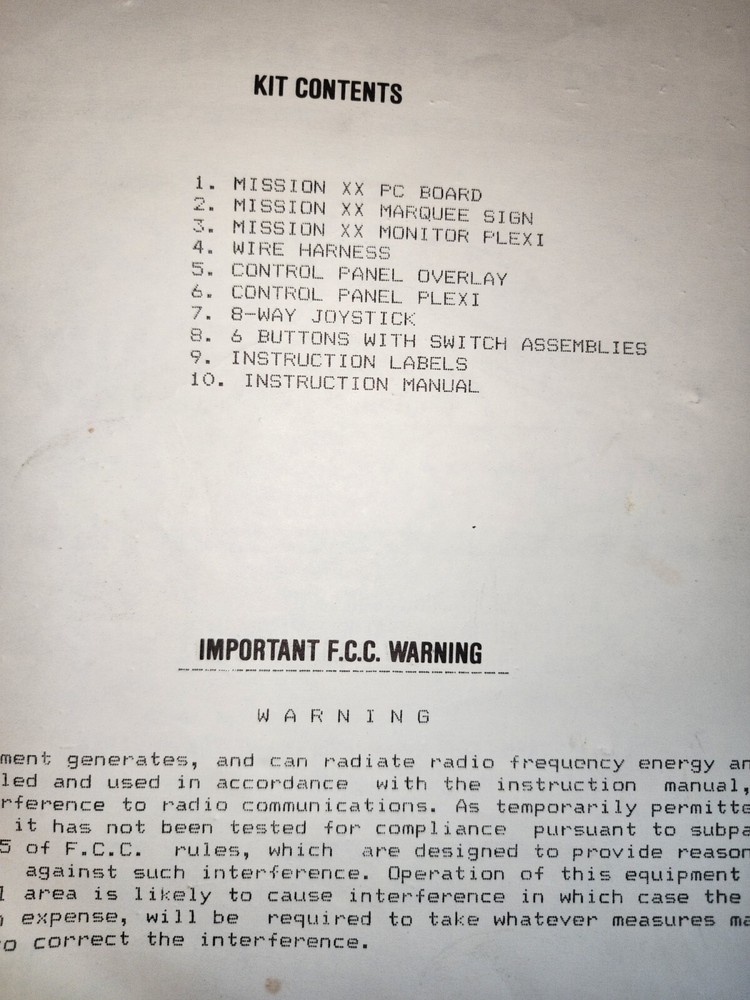 KIT CONTENTS
1. MISSION XX PC BOARD
2. MISSION XX MARQUEE SIGN
3. MISSION XX MONITOR PLEXI
4. WIRE HARNESS
5. CONTROL PANEL OVERLAY
6. CONTROL PANEL PLEXI
7. 8-WAY JOYSTICK
8. 6 BUTTONS WITH SWITCH ASSEMBLIES
9. INSTRUCTION LABELS
10. INSTRUCTION MANUAL
IMPORTANT F.C.C. WARNING
W A R N I N G
ment generates, and can radiate radio frequency energy an
led and used in accordance with the instruction manual,
rference to radio communications. As temporarily permitte
it has not been tested for compliance pursuant to subpa
5 of F.C.C. rules, which are designed to provide reason
against such interference. Operation of this equipment
l area is likely to cause interference in which case the
expense, will be required to take whatever measures ma
o correct the interference.